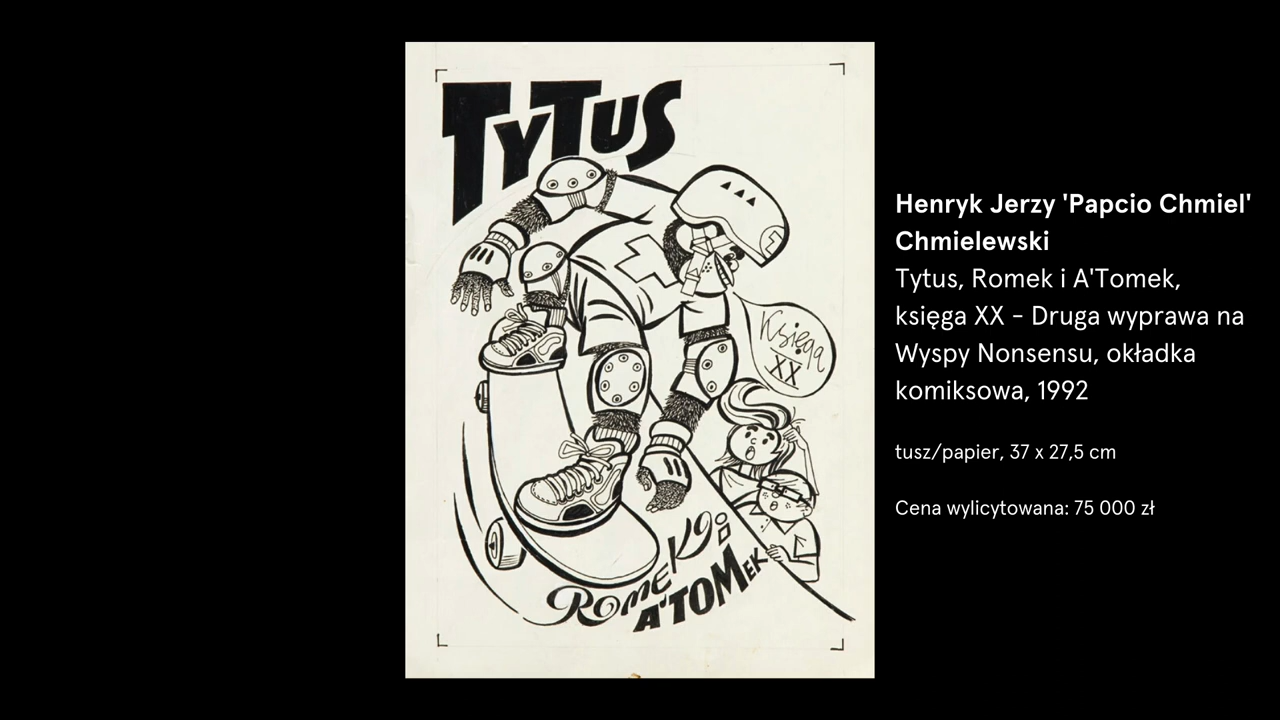 TYTUS
Księga
XX
ROMEK
A'TOMEK
Henryk Jerzy 'Papcio Chmiel'
Chmielewski
Tytus, Romek i A'Tomek,
księga XX - Druga wyprawa na
Wyspy Nonsensu, okładka
komiksowa, 1992
tusz/papier, 37 x 27,5 cm
Cena wylicytowana: 75 000 zł